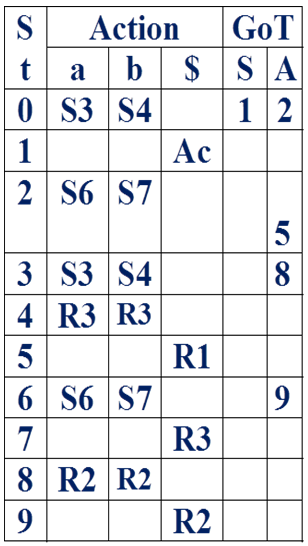 S Action GoT
t a b $ S A
0 S3 S4 1 2
1 Ac
2 S6 S7
5
3 S3 S4 8
4 R3 R3
5 R1
6 S6 S7 9
7 R3
8 R2 R2
9 R2